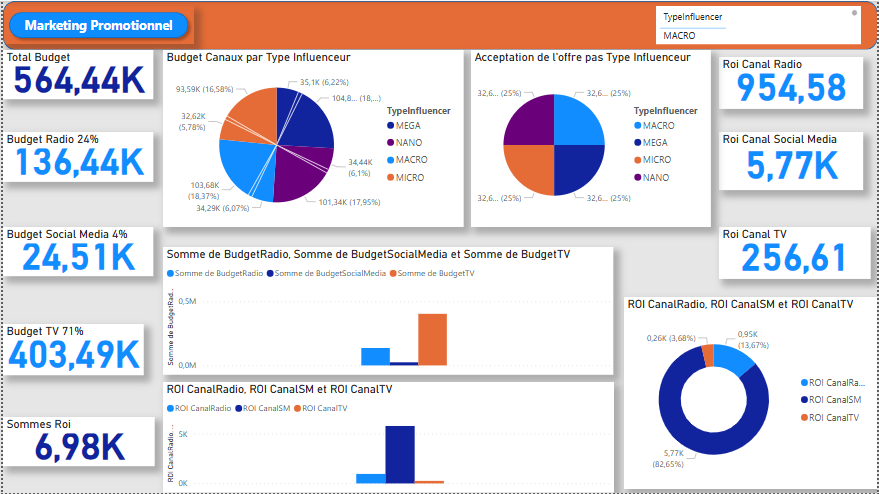 Marketing Promotionnel
TypeInfluencer
MACRO
Total Budget
564,44K
Budget Radio 24%
136,44K
Budget Social Media 4%
24,51K
Budget TV 71%
403,49K
Sommes Roi
6,98K
Budget Canaux par Type Influenceur
35,1K (6,22%)
104,8... (18,...)
34,44K
(6,1%)
101,34K (17,95%)
34,29K (6,07%)
103,68K
(18,37%)
32,62K
(5,78%)
93,59K (16,58%)
TypeInfluencer
MEGA
NANO
MACRO
MICRO
Acceptation de l'offre pas Type Influenceur
32,6... (25%)
32,6... (25%)
32,6... (25%)
32,6... (25%)
TypeInfluencer
MACRO
MEGA
MICRO
NANO
Somme de BudgetRadio, Somme de BudgetSocialMedia et Somme de BudgetTV
Somme de BudgetRadio Somme de BudgetSocialMedia Somme de BudgetTV
Somme de BudgetRad...
0,5M
0,0M
ROI CanalRadio, ROI CanalSM et ROI CanalTV
ROI CanalRadio ROI CanalSM ROI CanalTV
ROI CanalRadio...
5K
0K
Roi Canal Radio
954,58
Roi Canal Social Media
5,77K
Roi Canal TV
256,61
ROI CanalRadio, ROI CanalSM et ROI CanalTV
0,26K (3,68%)
0,95K
(13,67%)
5,77K
(82,65%)
ROI CanalRa...
ROI CanalSM
ROI CanalTV